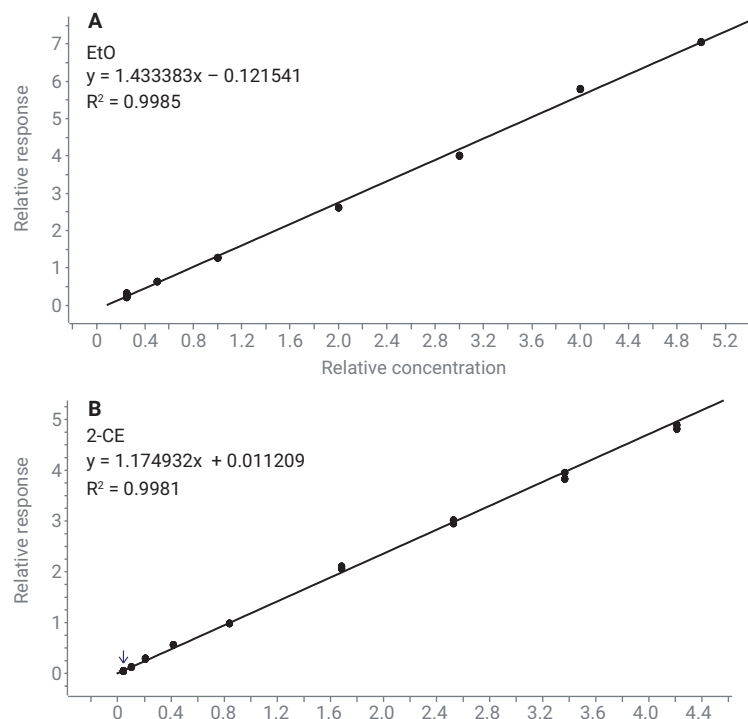 A
EtO
y = 1.433383x – 0.121541
R² = 0.9985
7
6
5
4
3
2
1
0
Relative response
0 0.4 0.8 1.2 1.6 2.0 2.4 2.8 3.2 3.6 4.0 4.4 4.8 5.2
Relative concentration
B
2-CE
y = 1.174932x + 0.011209
R² = 0.9981
5
4
3
2
1
0
Relative response
0 0.4 0.8 1.2 1.6 2.0 2.4 2.8 3.2 3.6 4.0 4.4